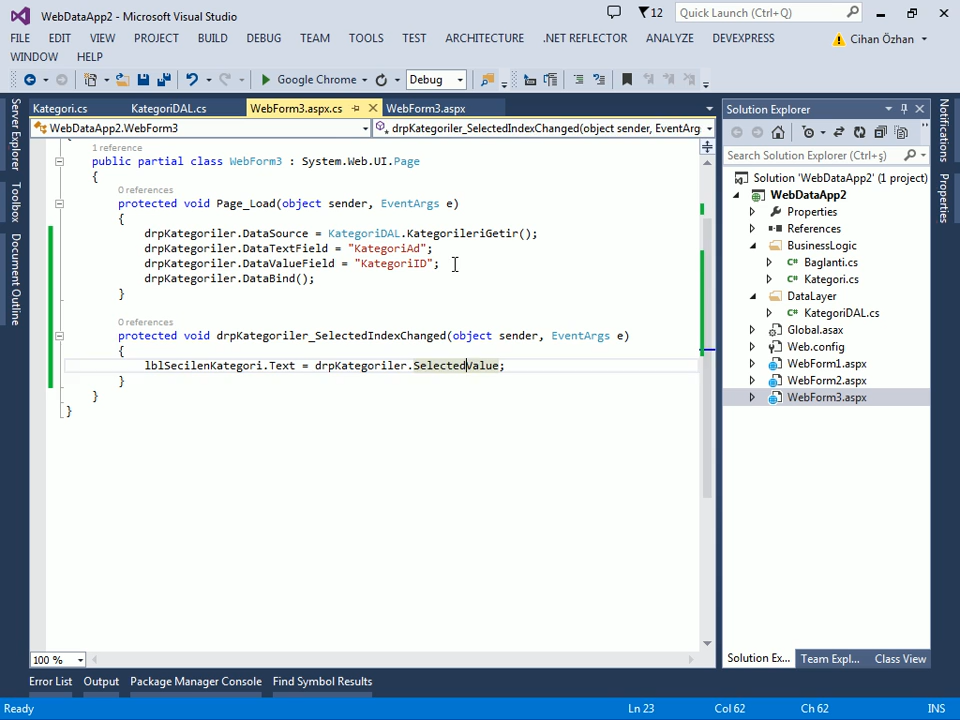 WebDataApp2 - Microsoft Visual Studio
12
Quick Launch (Ctrl+Q)
FILE EDIT VIEW PROJECT BUILD DEBUG TEAM TOOLS TEST ARCHITECTURE .NET REFLECTOR ANALYZE DEVEXPRESS
Cihan Özhan
WINDOW HELP
Google Chrome
Debug
Kategori.cs KategoriDAL.cs WebForm3.aspx.cs WebForm3.aspx
WebDataApp2.WebForm3
drpKategoriler_SelectedIndexChanged(object sender, EventArg
1 reference
public partial class WebForm3 : System.Web.UI.Page
{
0 references
protected void Page_Load(object sender, EventArgs e)
{
drpKategoriler.DataSource = KategoriDAL.KategorileriGetir();
drpKategoriler.DataTextField = "KategoriAd";
drpKategoriler.DataValueField = "KategoriID";
drpKategoriler.DataBind();
}
0 references
protected void drpKategoriler_SelectedIndexChanged(object sender, EventArgs e)
{
lblSecilenKategori.Text = drpKategoriler.SelectedValue;
}
}
}
100 %
Server Explorer
Toolbox
Document Outline
Solution Explorer
Search Solution Explorer (Ctrl+ş)
Solution 'WebDataApp2' (1 project)
WebDataApp2
Properties
References
BusinessLogic
C# Baglanti.cs
C# Kategori.cs
DataLayer
C# KategoriDAL.cs
Global.asax
Web.config
WebForm1.aspx
WebForm2.aspx
WebForm3.aspx
Solution Ex... Team Expl... Class View
Notifications
Properties
Error List Output Package Manager Console Find Symbol Results
Ready Ln 23 Col 62 Ch 62 INS